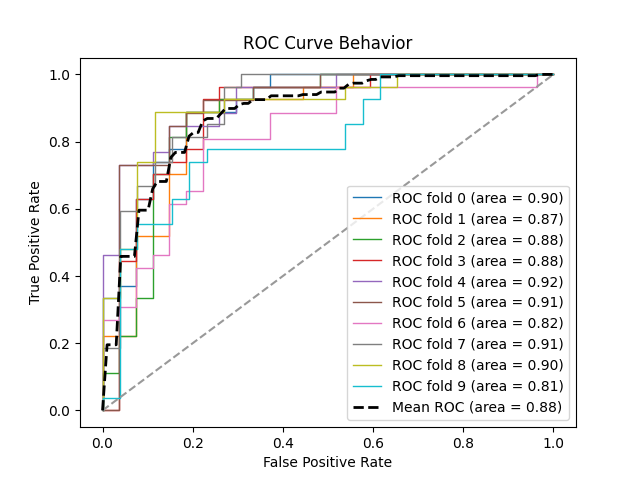 ROC Curve Behavior
True Positive Rate
1.0
0.8
0.6
0.4
0.2
0.0
ROC fold 0 (area = 0.90)
ROC fold 1 (area = 0.87)
ROC fold 2 (area = 0.88)
ROC fold 3 (area = 0.88)
ROC fold 4 (area = 0.92)
ROC fold 5 (area = 0.91)
ROC fold 6 (area = 0.82)
ROC fold 7 (area = 0.91)
ROC fold 8 (area = 0.90)
ROC fold 9 (area = 0.81)
Mean ROC (area = 0.88)
0.0 0.2 0.4 0.6 0.8 1.0
False Positive Rate